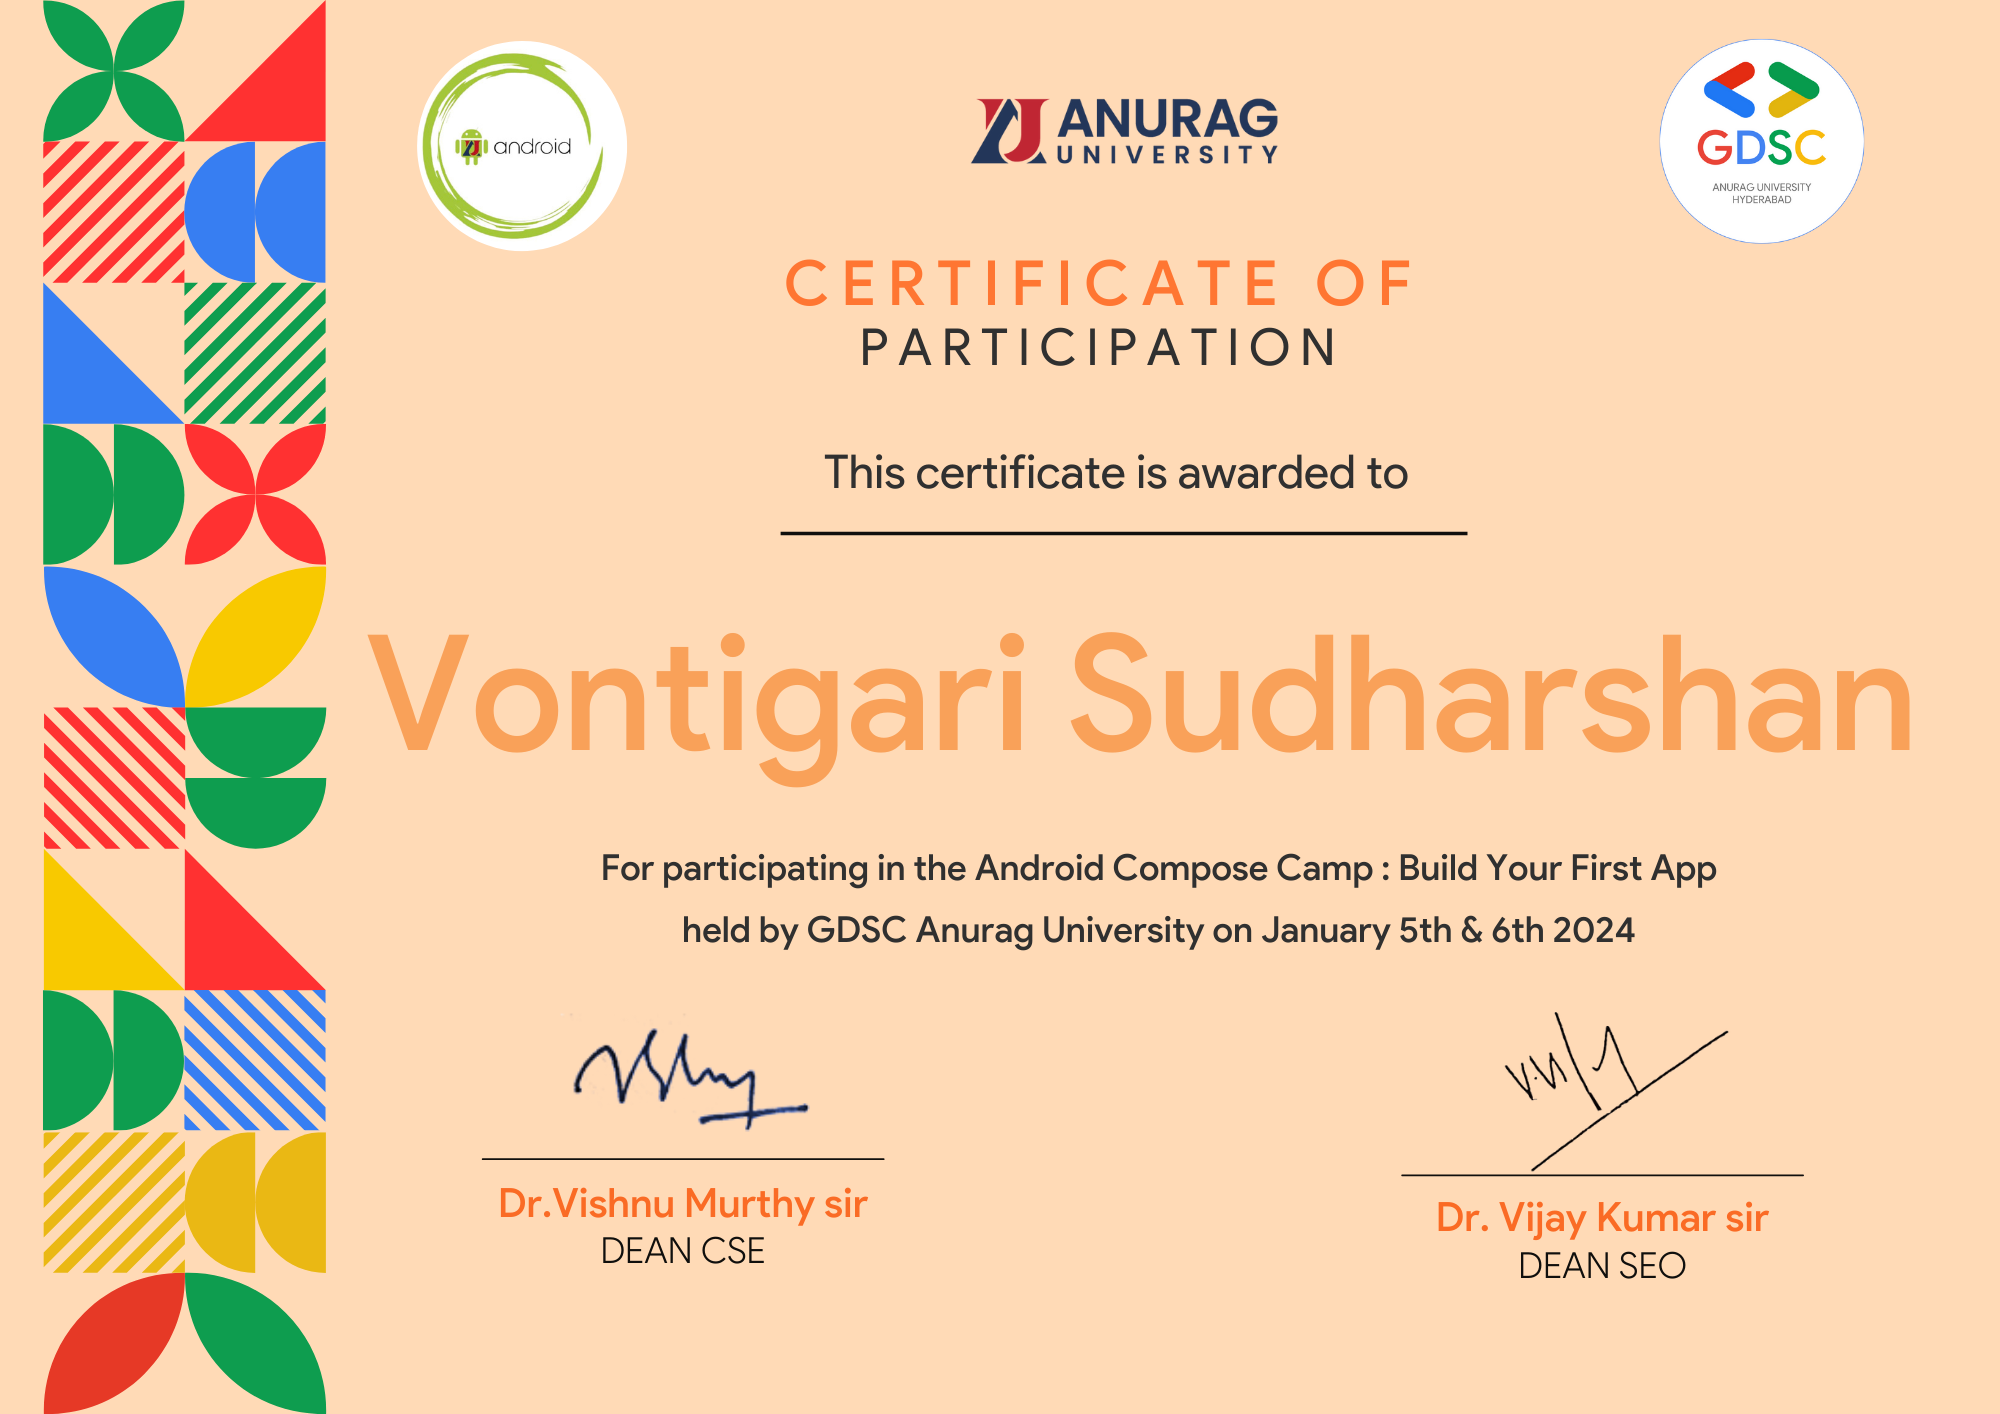 android
ANURAG
UNIVERSITY
GDSC
ANURAG UNIVERSITY
HYDERABAD
CERTIFICATE OF
PARTICIPATION
This certificate is awarded to
Vontigari Sudharshan
For participating in the Android Compose Camp : Build Your First App
held by GDSC Anurag University on January 5th & 6th 2024
Dr.Vishnu Murthy sir
DEAN CSE
Dr. Vijay Kumar sir
DEAN SEO